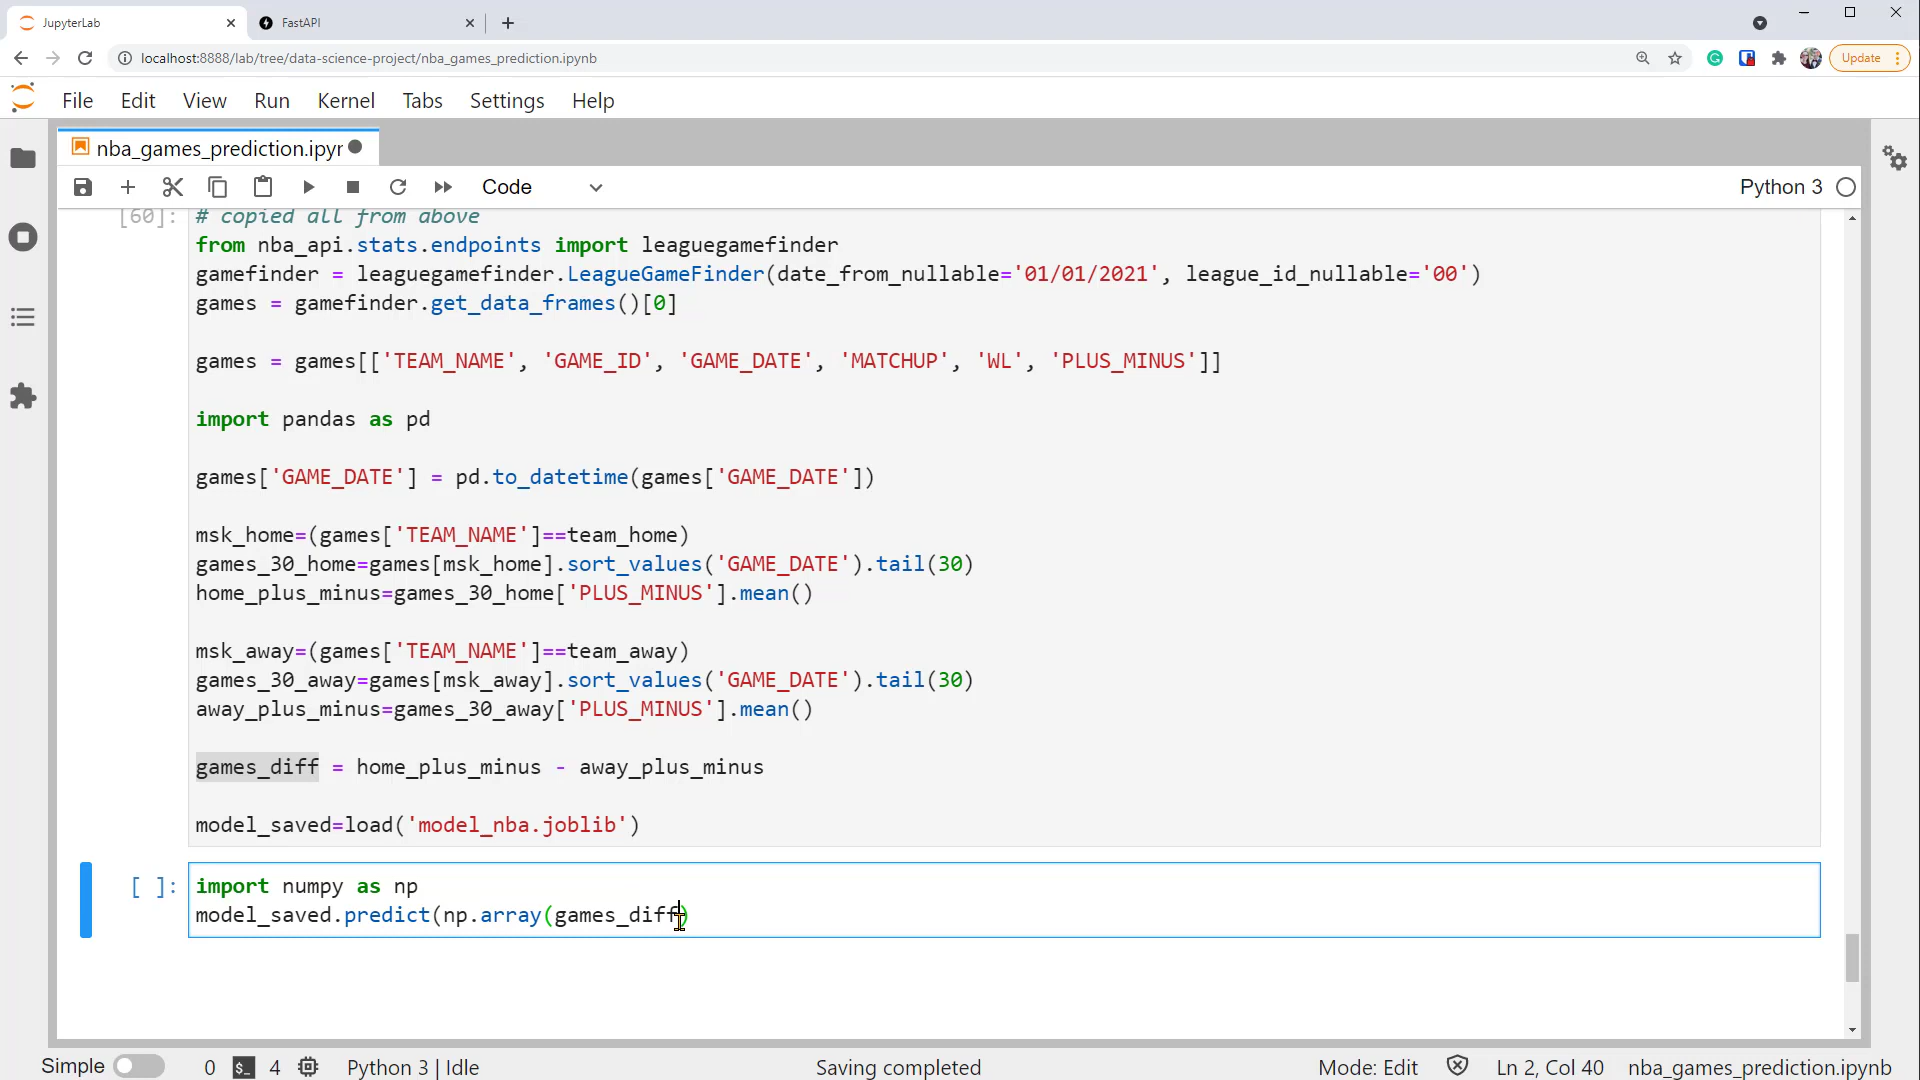 JupyterLab
FastAPI
localhost:8888/lab/tree/data-science-project/nba_games_prediction.ipynb
Update
File Edit View Run Kernel Tabs Settings Help
nba_games_prediction.ipyr
Code
Python 3
[60]:
# copied all from above
from nba_api.stats.endpoints import leaguegamefinder
gamefinder = leaguegamefinder.LeagueGameFinder(date_from_nullable='01/01/2021', league_id_nullable='00')
games = gamefinder.get_data_frames()[0]
games = games[['TEAM_NAME', 'GAME_ID', 'GAME_DATE', 'MATCHUP', 'WL', 'PLUS_MINUS']]
import pandas as pd
games['GAME_DATE'] = pd.to_datetime(games['GAME_DATE'])
msk_home=(games['TEAM_NAME']==team_home)
games_30_home=games[msk_home].sort_values('GAME_DATE').tail(30)
home_plus_minus=games_30_home['PLUS_MINUS'].mean()
msk_away=(games['TEAM_NAME']==team_away)
games_30_away=games[msk_away].sort_values('GAME_DATE').tail(30)
away_plus_minus=games_30_away['PLUS_MINUS'].mean()
games_diff = home_plus_minus - away_plus_minus
model_saved=load('model_nba.joblib')
[ ]:
import numpy as np
model_saved.predict(np.array(games_diff)
Simple 0 $_ 4 Python 3 | Idle Saving completed Mode: Edit Ln 2, Col 40 nba_games_prediction.ipynb